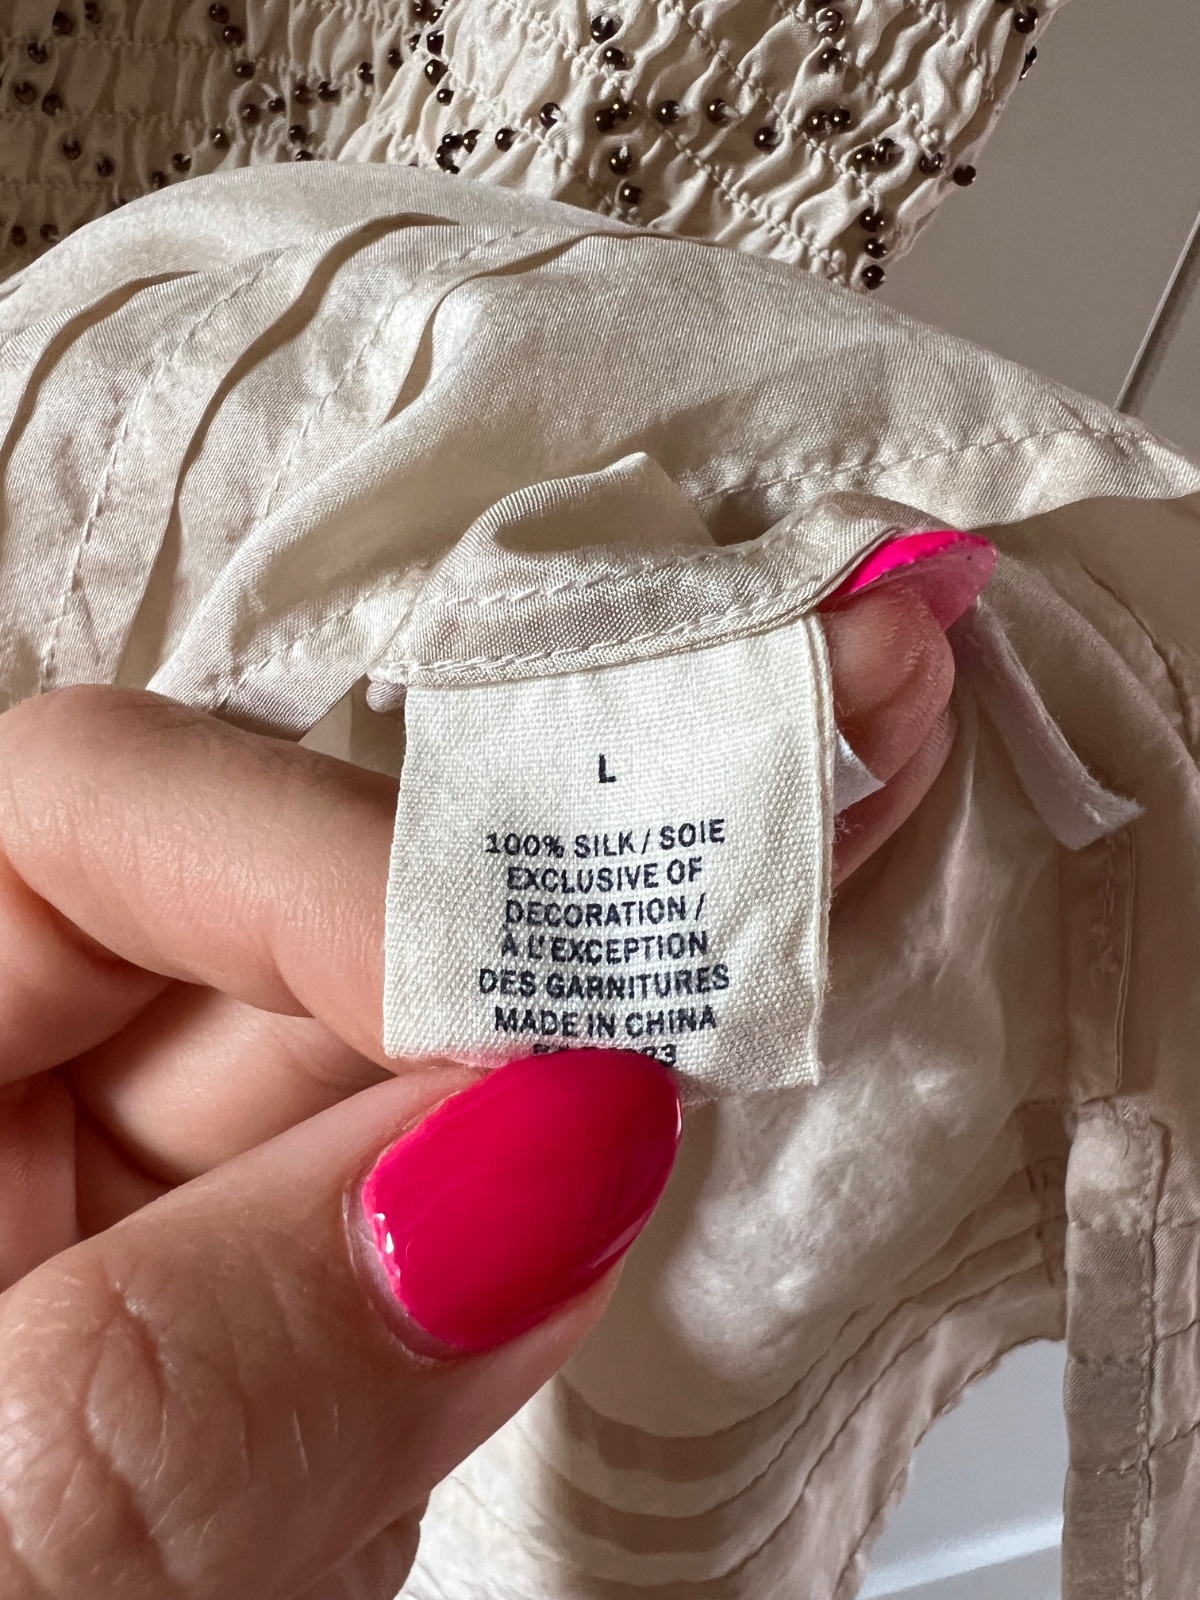 L
100% SILK / SOIE
EXCLUSIVE OF
DECORATION /
À L'EXCEPTION
DES GARNITURES
MADE IN CHINA